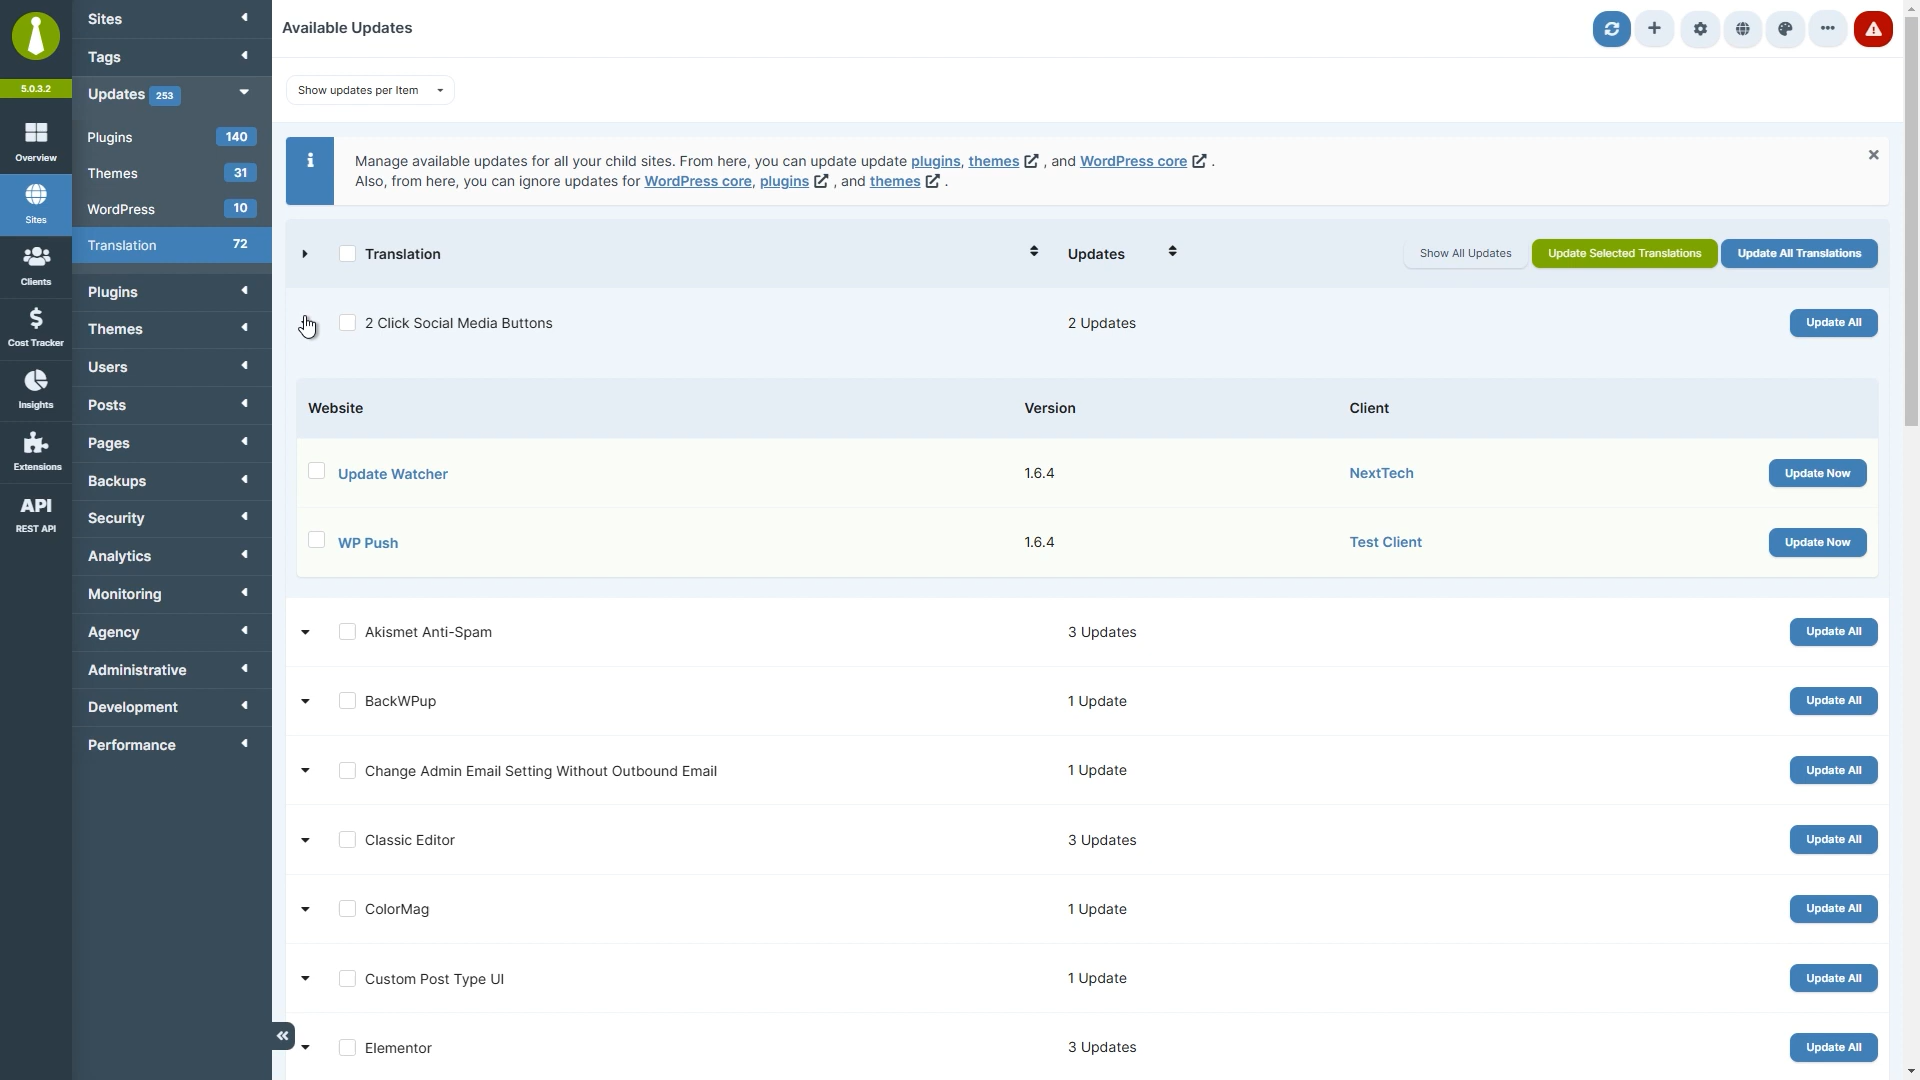 5.0.3.2
Overview
Sites
Clients
Cost Tracker
Insights
Extensions
API
REST API
Sites
Tags
Updates 253
Plugins 140
Themes 31
WordPress 10
Translation 72
Plugins
Themes
Users
Posts
Pages
Backups
Security
Analytics
Monitoring
Agency
Administrative
Development
Performance
Available Updates
Show updates per Item
Manage available updates for all your child sites. From here, you can update update plugins, themes , and WordPress core .
Also, from here, you can ignore updates for WordPress core, plugins , and themes .
Translation Updates Show All Updates Update Selected Translations Update All Translations
2 Click Social Media Buttons 2 Updates Update All
Website Version Client
Update Watcher 1.6.4 NextTech Update Now
WP Push 1.6.4 Test Client Update Now
Akismet Anti-Spam 3 Updates Update All
BackWPup 1 Update Update All
Change Admin Email Setting Without Outbound Email 1 Update Update All
Classic Editor 3 Updates Update All
ColorMag 1 Update Update All
Custom Post Type UI 1 Update Update All
Elementor 3 Updates Update All